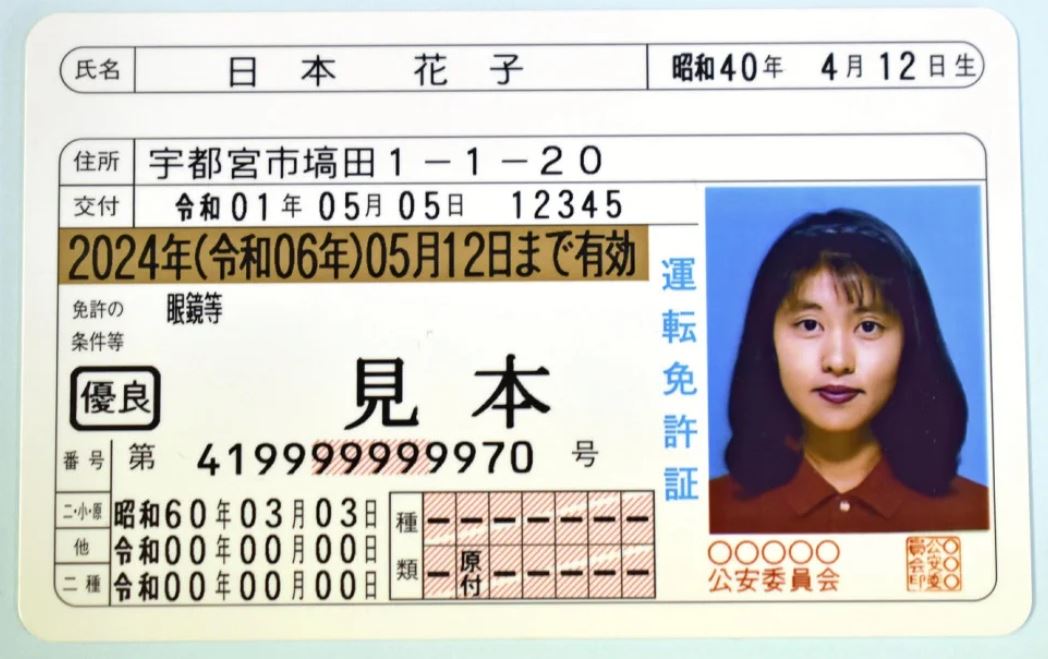 氏名 日本 花子 昭和40年 4月12日生
住所 宇都宮市塙田1-1-20
交付 令和01年05月05日 12345
2024年(令和06年)05月12日まで有効
免許の
条件等
眼鏡等
見本
優良
番号 第 419999999970 号
二・小・原 昭和60年03月03日
他 令和00年00月00日
二種 令和00年00月00日
種類
- - - - - - -
- 原付 - - - - -
運転免許証
○○○○○
公安委員会
○○公安委員会印